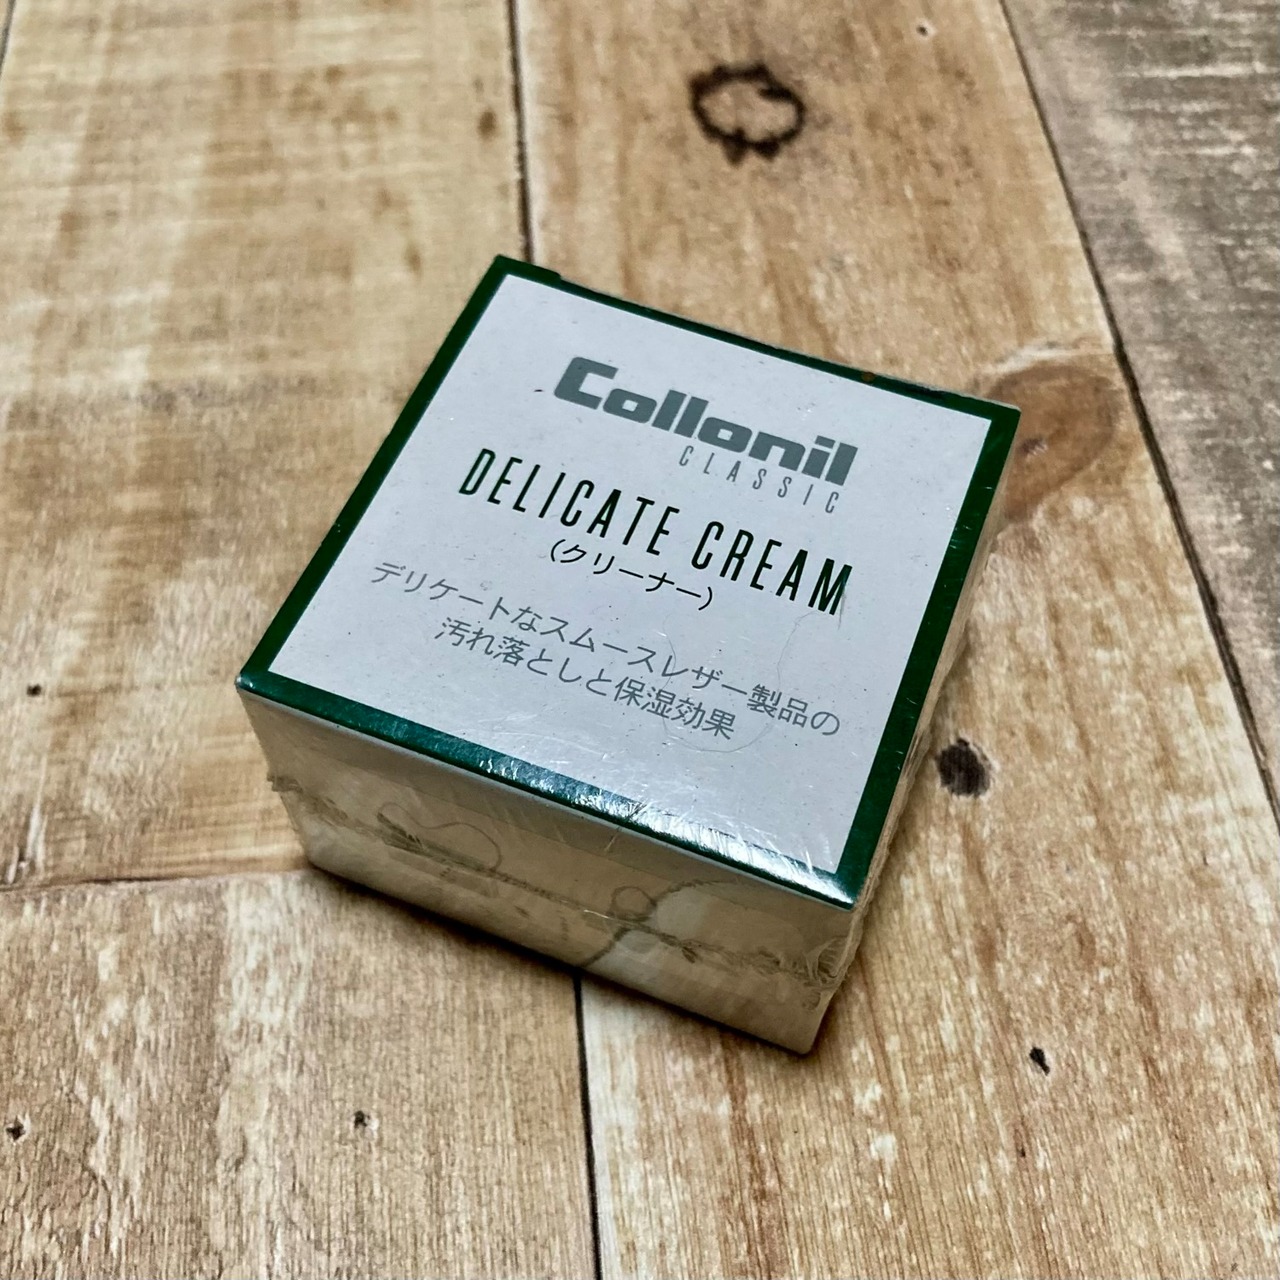 Collonil
CLASSIC
DELICATE CREAM
（クリーナー）
デリケートなスムースレザー製品の
汚れ落としと保湿効果